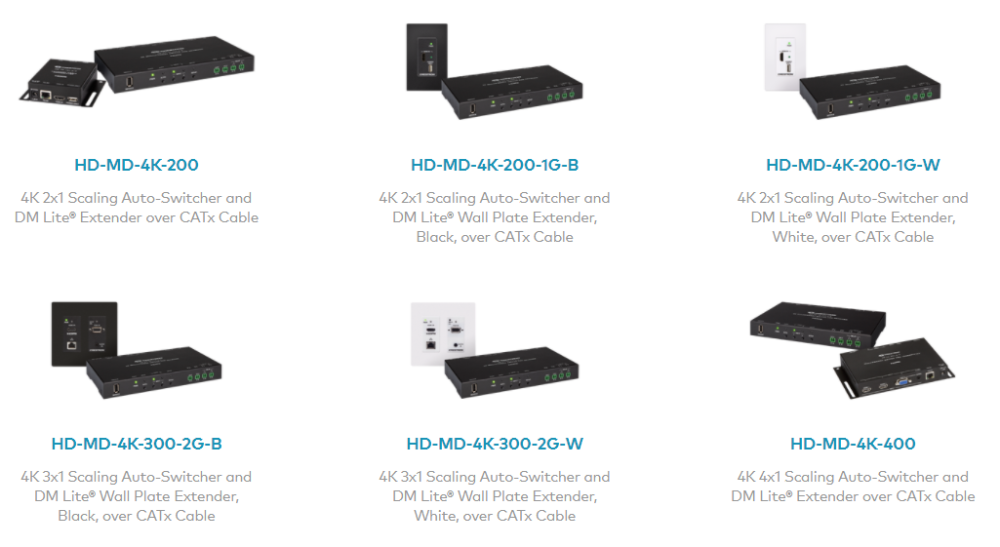 HD-MD-4K-200
4K 2x1 Scaling Auto-Switcher and
DM Lite® Extender over CATx Cable
HD-MD-4K-200-1G-B
4K 2x1 Scaling Auto-Switcher and
DM Lite® Wall Plate Extender,
Black, over CATx Cable
HD-MD-4K-200-1G-W
4K 2x1 Scaling Auto-Switcher and
DM Lite® Wall Plate Extender,
White, over CATx Cable
HD-MD-4K-300-2G-B
4K 3x1 Scaling Auto-Switcher and
DM Lite® Wall Plate Extender,
Black, over CATx Cable
HD-MD-4K-300-2G-W
4K 3x1 Scaling Auto-Switcher and
DM Lite® Wall Plate Extender,
White, over CATx Cable
HD-MD-4K-400
4K 4x1 Scaling Auto-Switcher and
DM Lite® Extender over CATx Cable